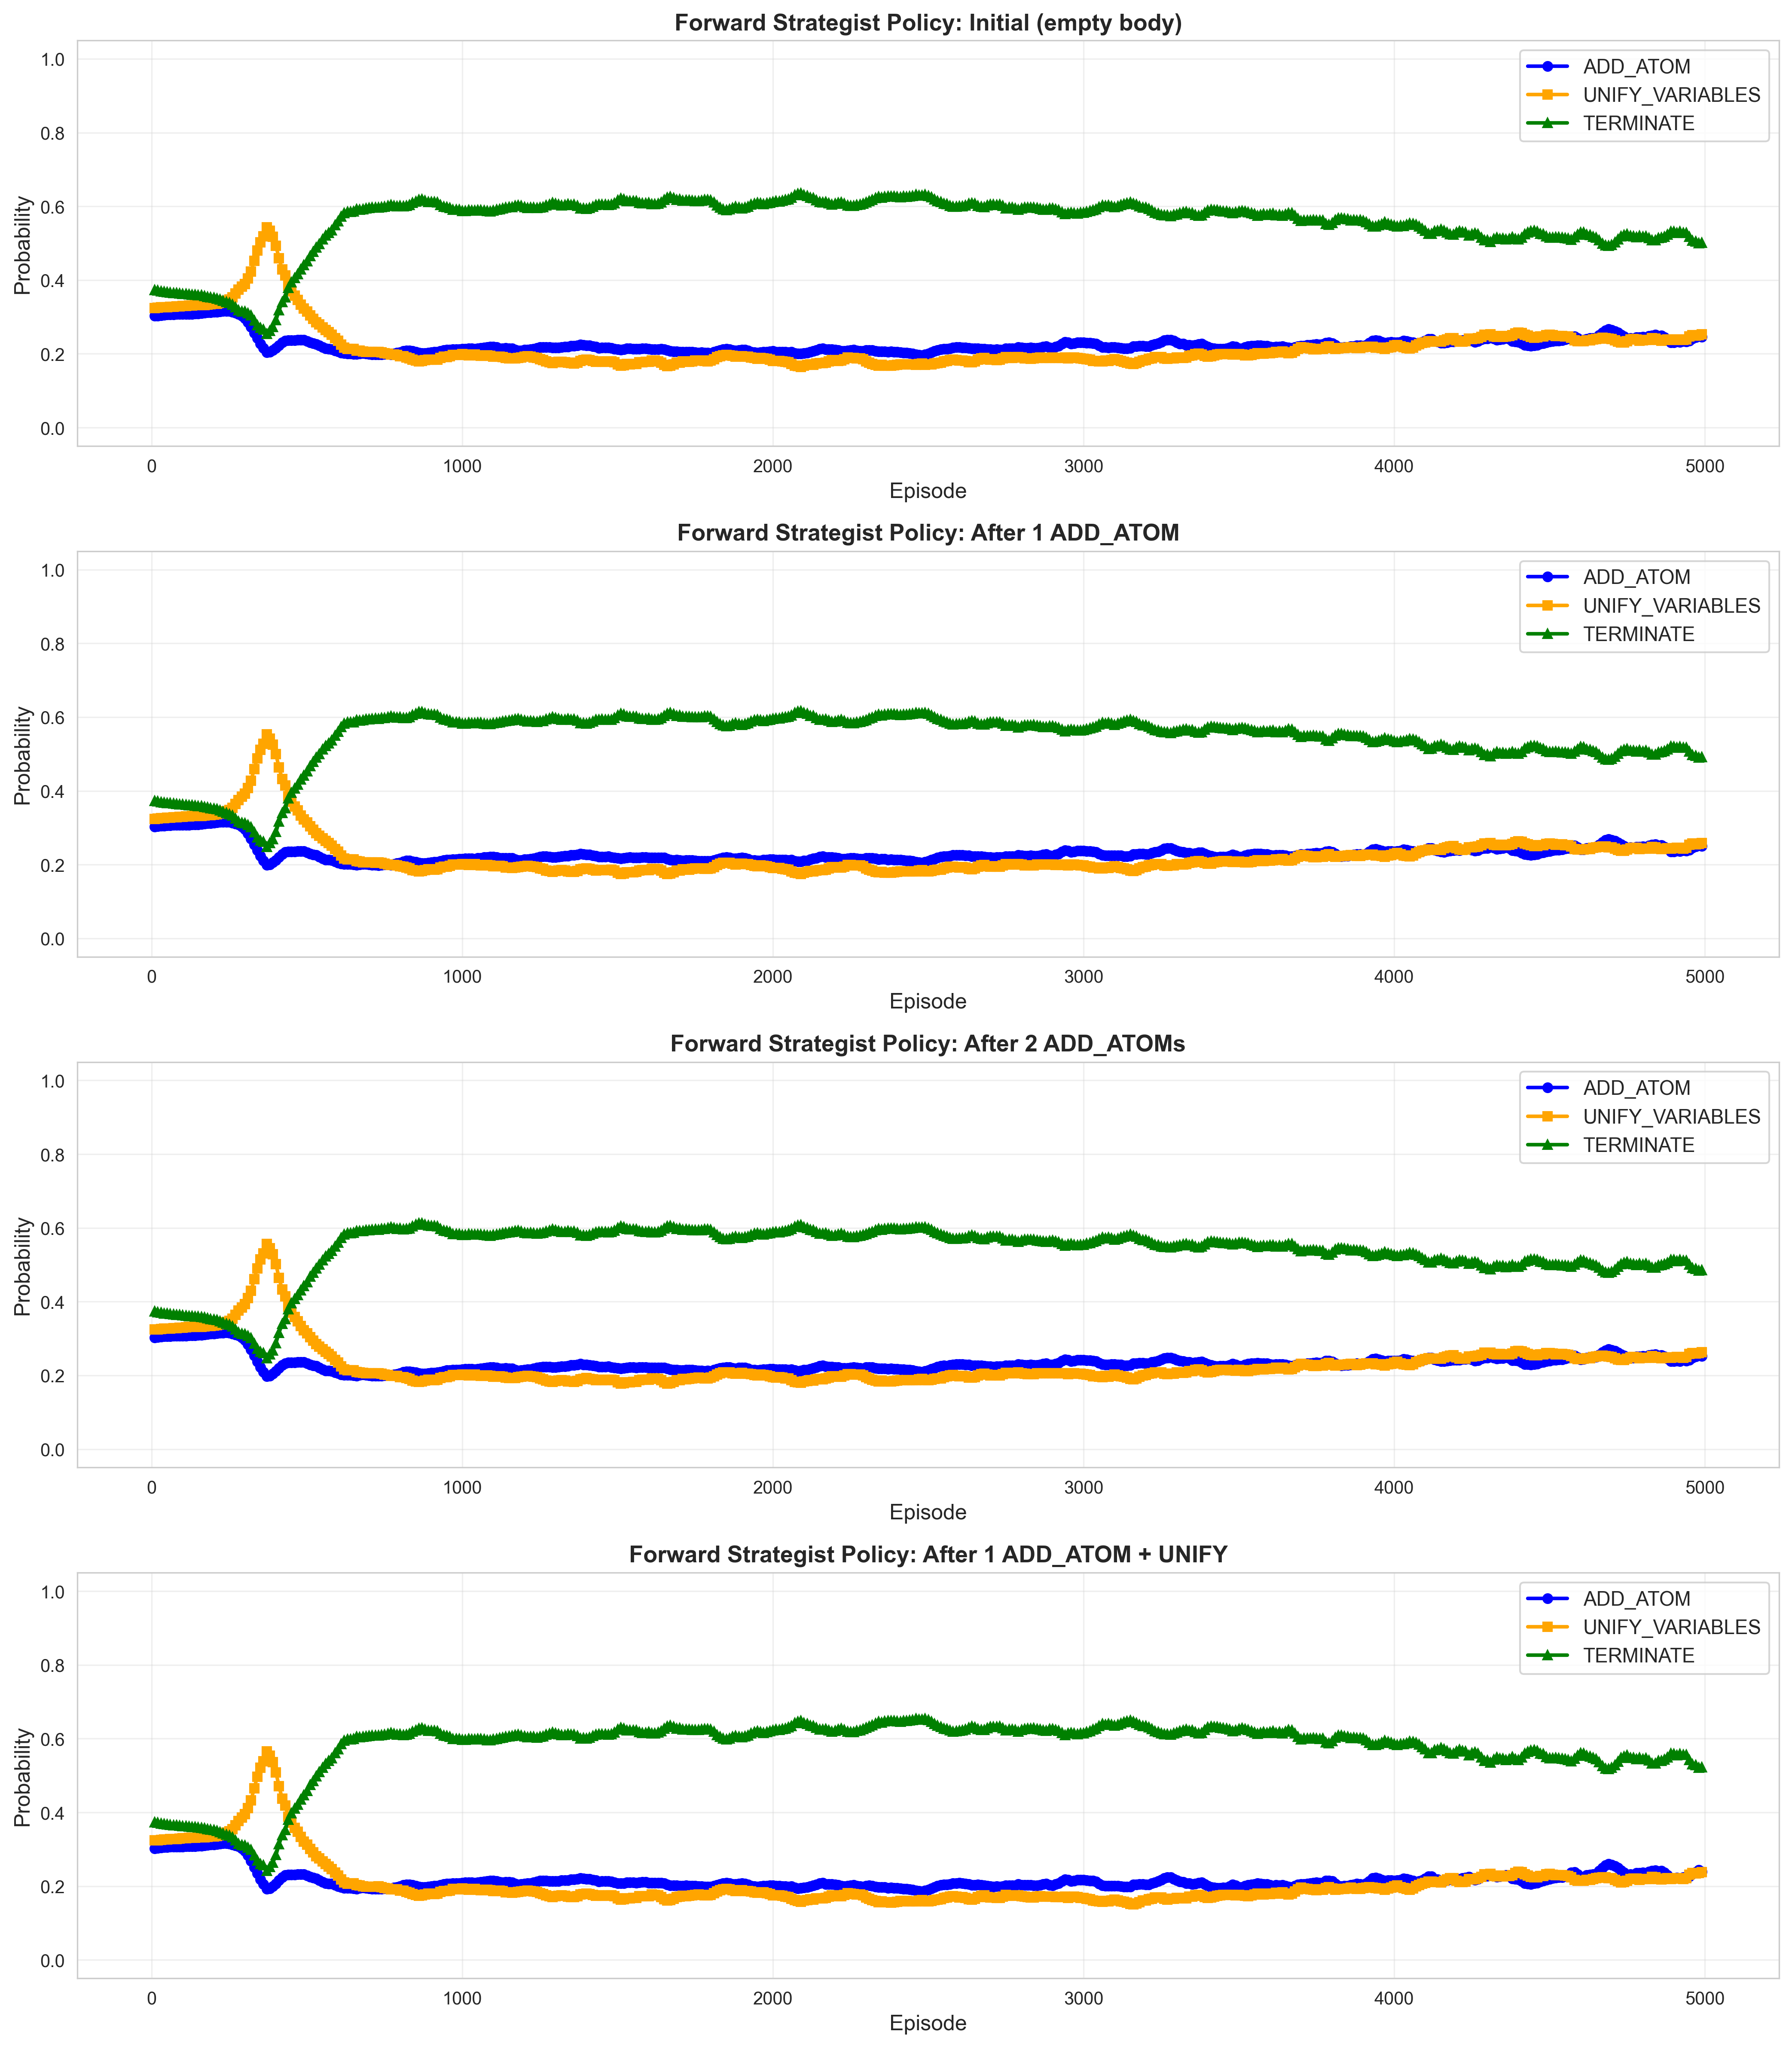 Forward Strategist Policy: Initial (empty body)
1.0
0.8
0.6
0.4
0.2
0.0
Probability
ADD_ATOM
UNIFY_VARIABLES
TERMINATE
0 1000 2000 3000 4000 5000
Episode
Forward Strategist Policy: After 1 ADD_ATOM
1.0
0.8
0.6
0.4
0.2
0.0
Probability
ADD_ATOM
UNIFY_VARIABLES
TERMINATE
0 1000 2000 3000 4000 5000
Episode
Forward Strategist Policy: After 2 ADD_ATOMs
1.0
0.8
0.6
0.4
0.2
0.0
Probability
ADD_ATOM
UNIFY_VARIABLES
TERMINATE
0 1000 2000 3000 4000 5000
Episode
Forward Strategist Policy: After 1 ADD_ATOM + UNIFY
1.0
0.8
0.6
0.4
0.2
0.0
Probability
ADD_ATOM
UNIFY_VARIABLES
TERMINATE
0 1000 2000 3000 4000 5000
Episode